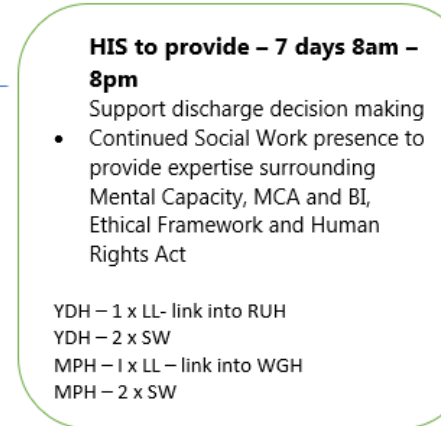 HIS to provide – 7 days 8am –
8pm
Support discharge decision making
• Continued Social Work presence to
provide expertise surrounding
Mental Capacity, MCA and BI,
Ethical Framework and Human
Rights Act
YDH – 1 x LL- link into RUH
YDH – 2 x SW
MPH – I x LL – link into WGH
MPH – 2 x SW